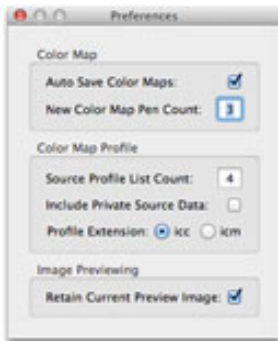 Preferences
Color Map
Auto Save Color Maps:
New Color Map Pen Count: 3
Color Map Profile
Source Profile List Count: 4
Include Private Source Data:
Profile Extension: icc icm
Image Previewing
Retain Current Preview Image: